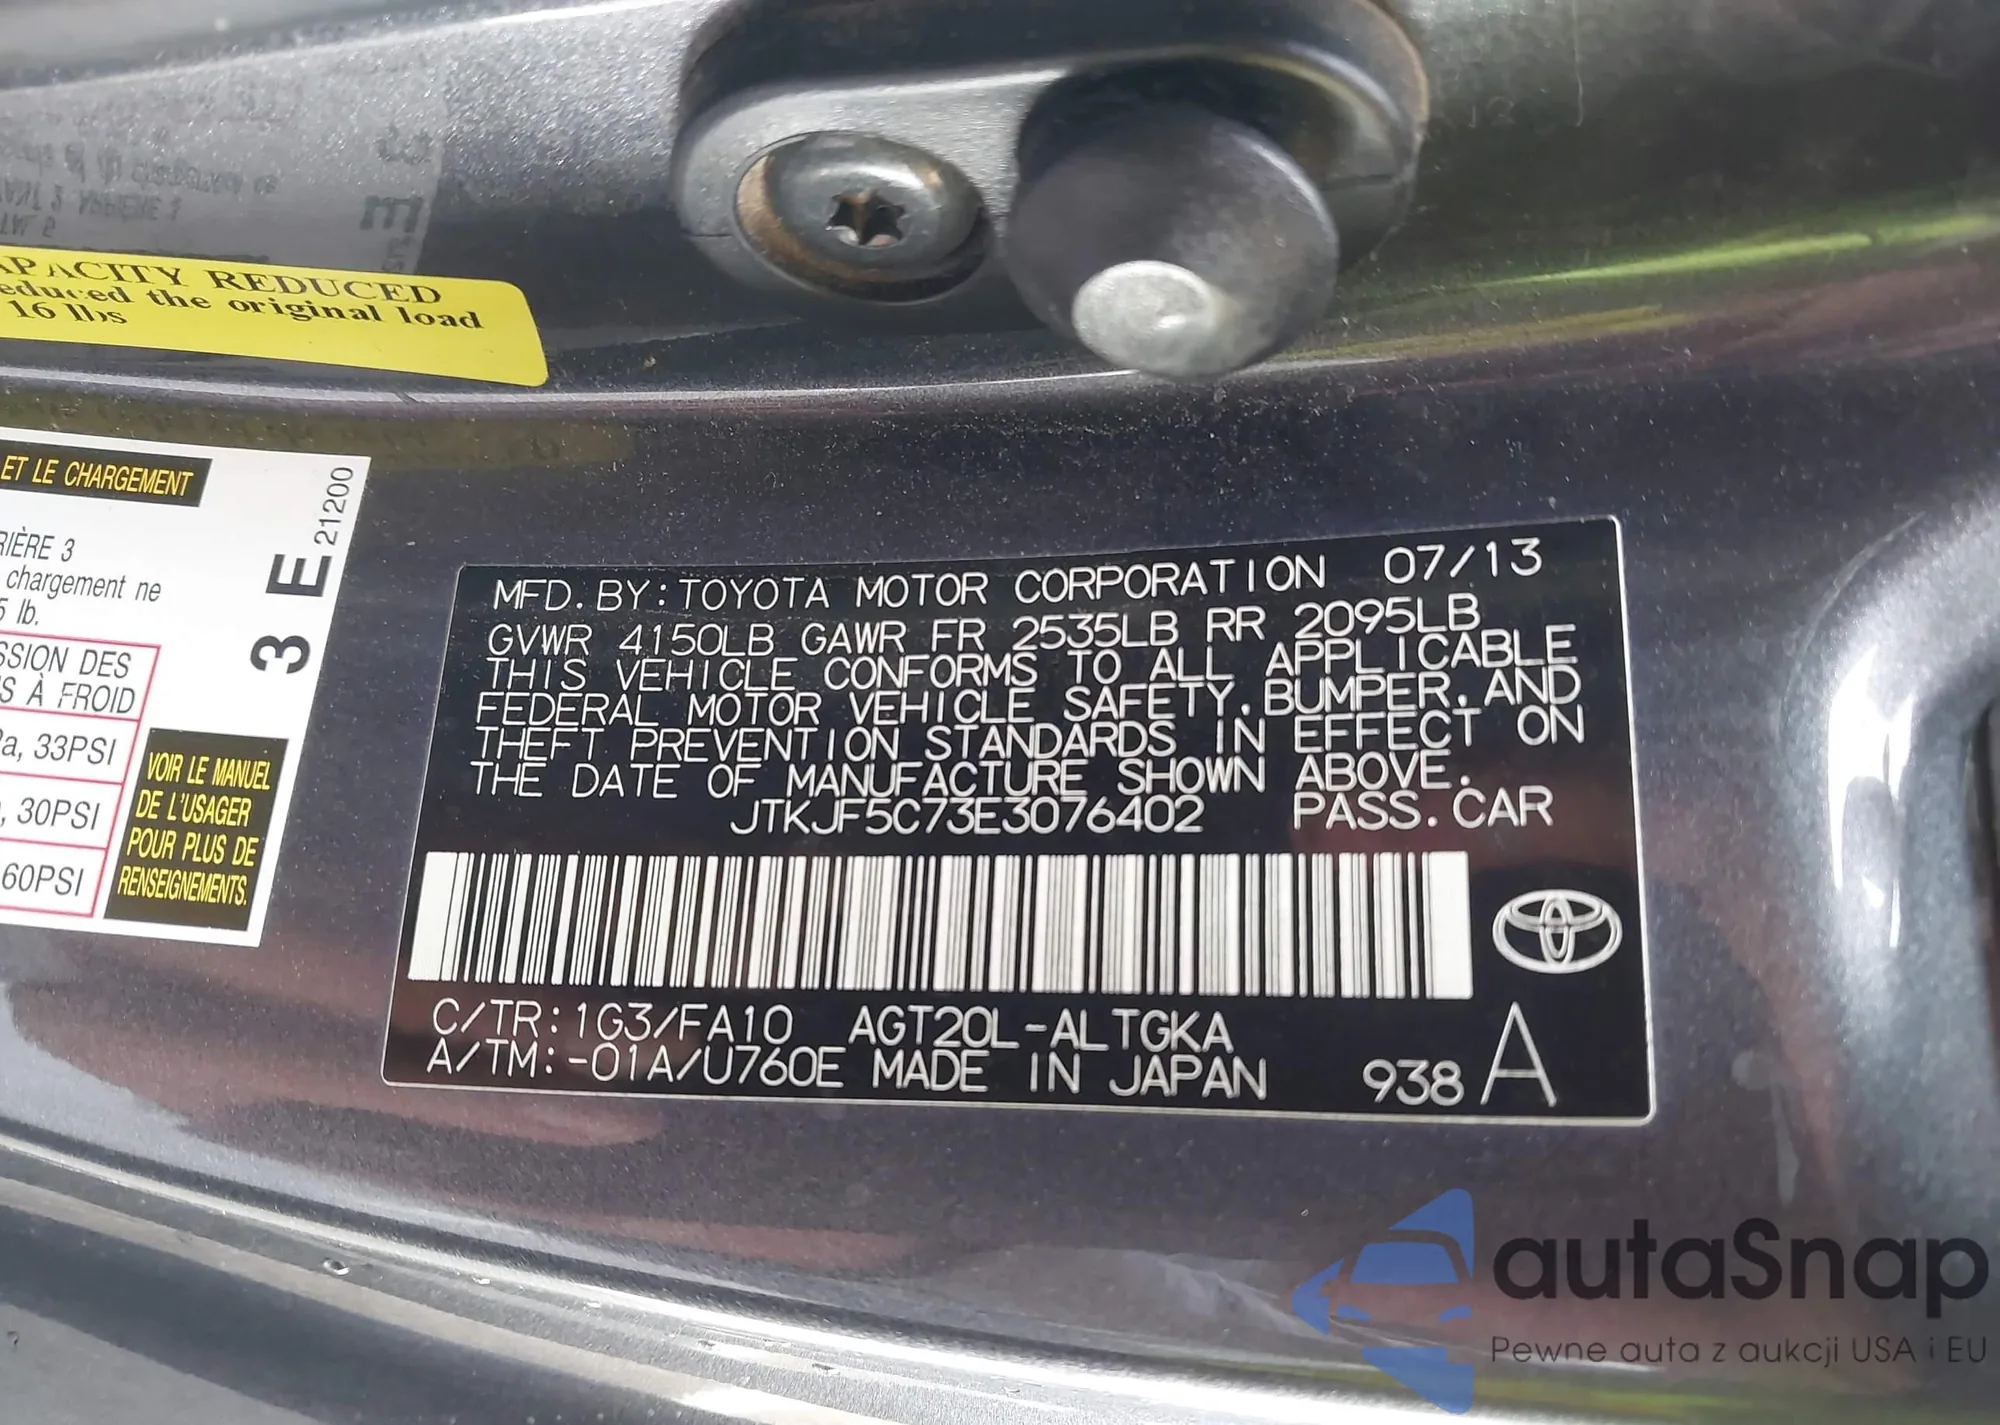 APACITY REDUCED
educed the original load
16 lbs
ET LE CHARGEMENT
RIÈRE 3
chargement ne
5 lb.
SSION DES
S À FROID
Pa, 33PSI
, 30PSI
60PSI
3 E 21200
VOIR LE MANUEL
DE L'USAGER
POUR PLUS DE
RENSEIGNEMENTS.
MFD. BY: TOYOTA MOTOR CORPORATION 07/13
GVWR 4150LB GAWR FR 2535LB RR 2095LB
THIS VEHICLE CONFORMS TO ALL APPLICABLE
FEDERAL MOTOR VEHICLE SAFETY, BUMPER, AND
THEFT PREVENTION STANDARDS IN EFFECT ON
THE DATE OF MANUFACTURE SHOWN ABOVE.
JTKJF5C73E3076402 PASS. CAR
C/TR: 1G3/FA10 AGT20L-ALTGKA
A/TM: -01A/U760E MADE IN JAPAN 938 A
autoSnap
Pewne auta z aukcji USA i EU